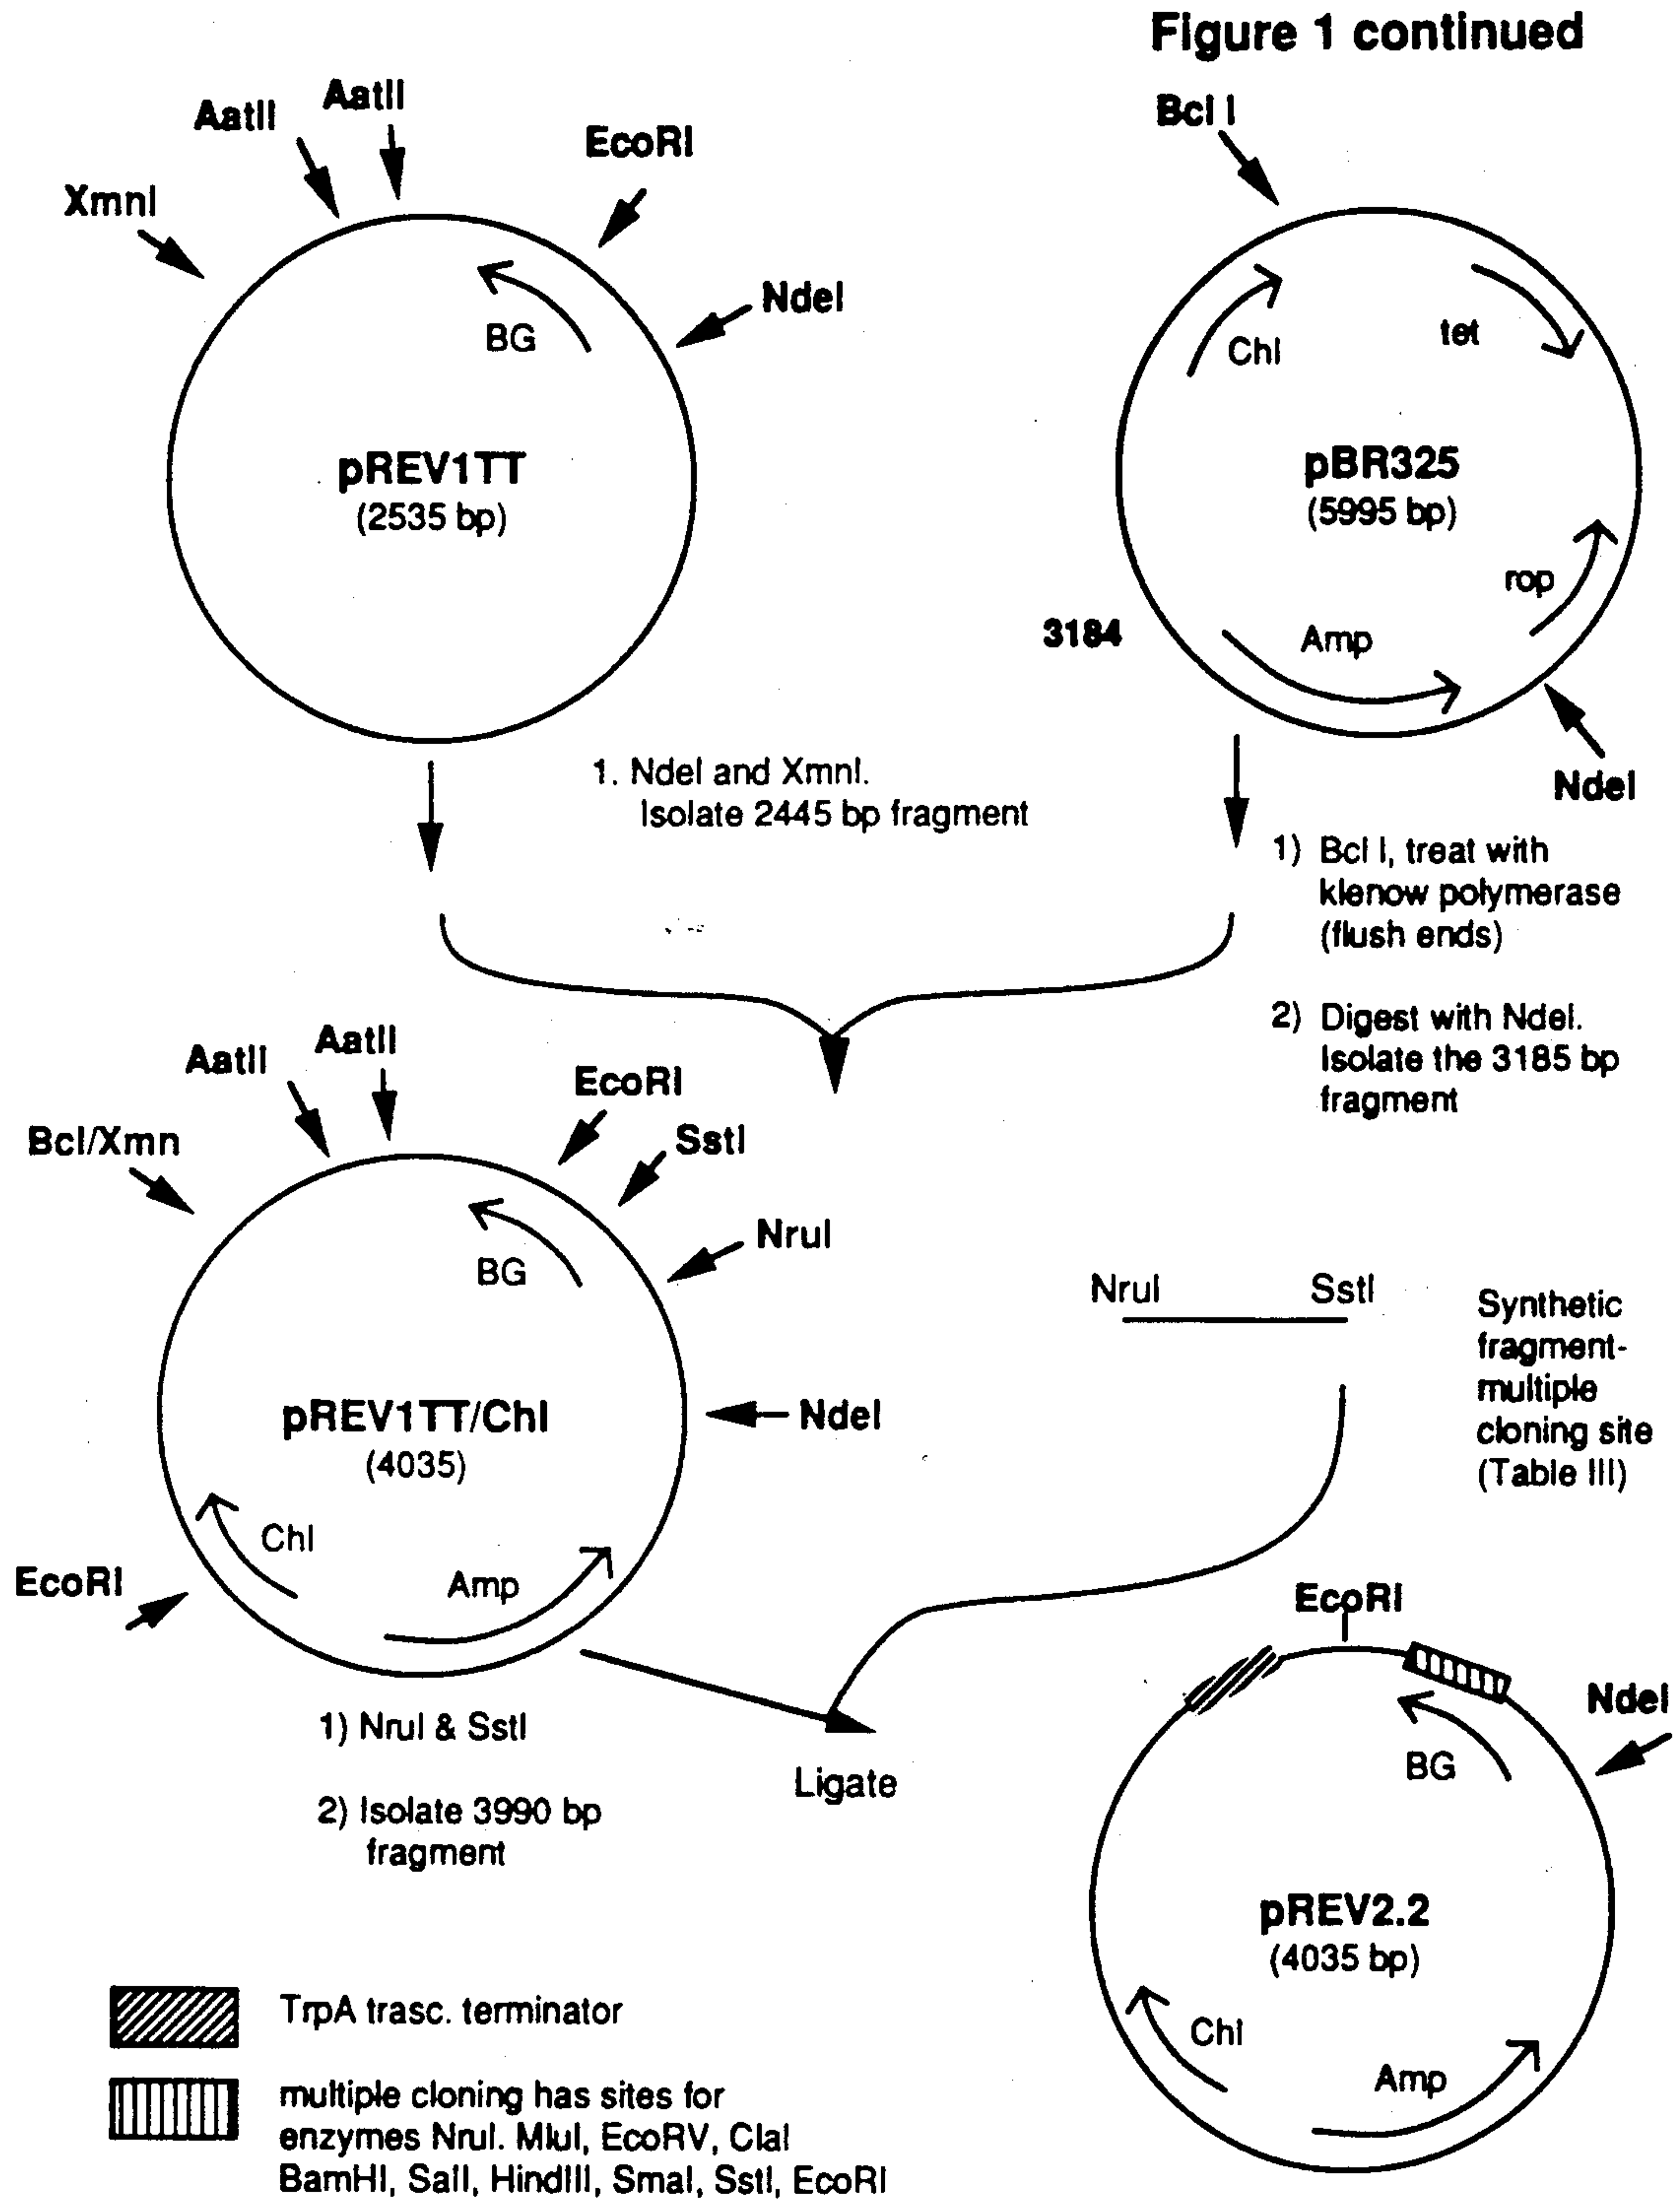 Figure 1 continued
AatII
AatII
EcoRI
XmnI
NdeI
BG
pREV1TT
(2535 bp)
Bcl I
Chl
tet
pBR325
(5995 bp)
rop
3184
Amp
NdeI
1. NdeI and XmnI.
Isolate 2445 bp fragment
1) Bcl I, treat with
klenow polymerase
(flush ends)
2) Digest with NdeI.
Isolate the 3185 bp
fragment
AatII
AatII
EcoRI
SstI
Bcl/Xmn
NruI
BG
NdeI
pREV1TT/Chl
(4035)
Chl
Amp
EcoRI
NruI SstI
Synthetic
fragment-
multiple
cloning site
(Table III)
1) NruI & SstI
2) Isolate 3990 bp
fragment
Ligate
EcoRI
NdeI
BG
pREV2.2
(4035 bp)
Chl
Amp
TrpA trasc. terminator
multiple cloning has sites for
enzymes NruI. MluI, EcoRV, ClaI
BamHI, SalI, HindIII, SmaI, SstI, EcoRI